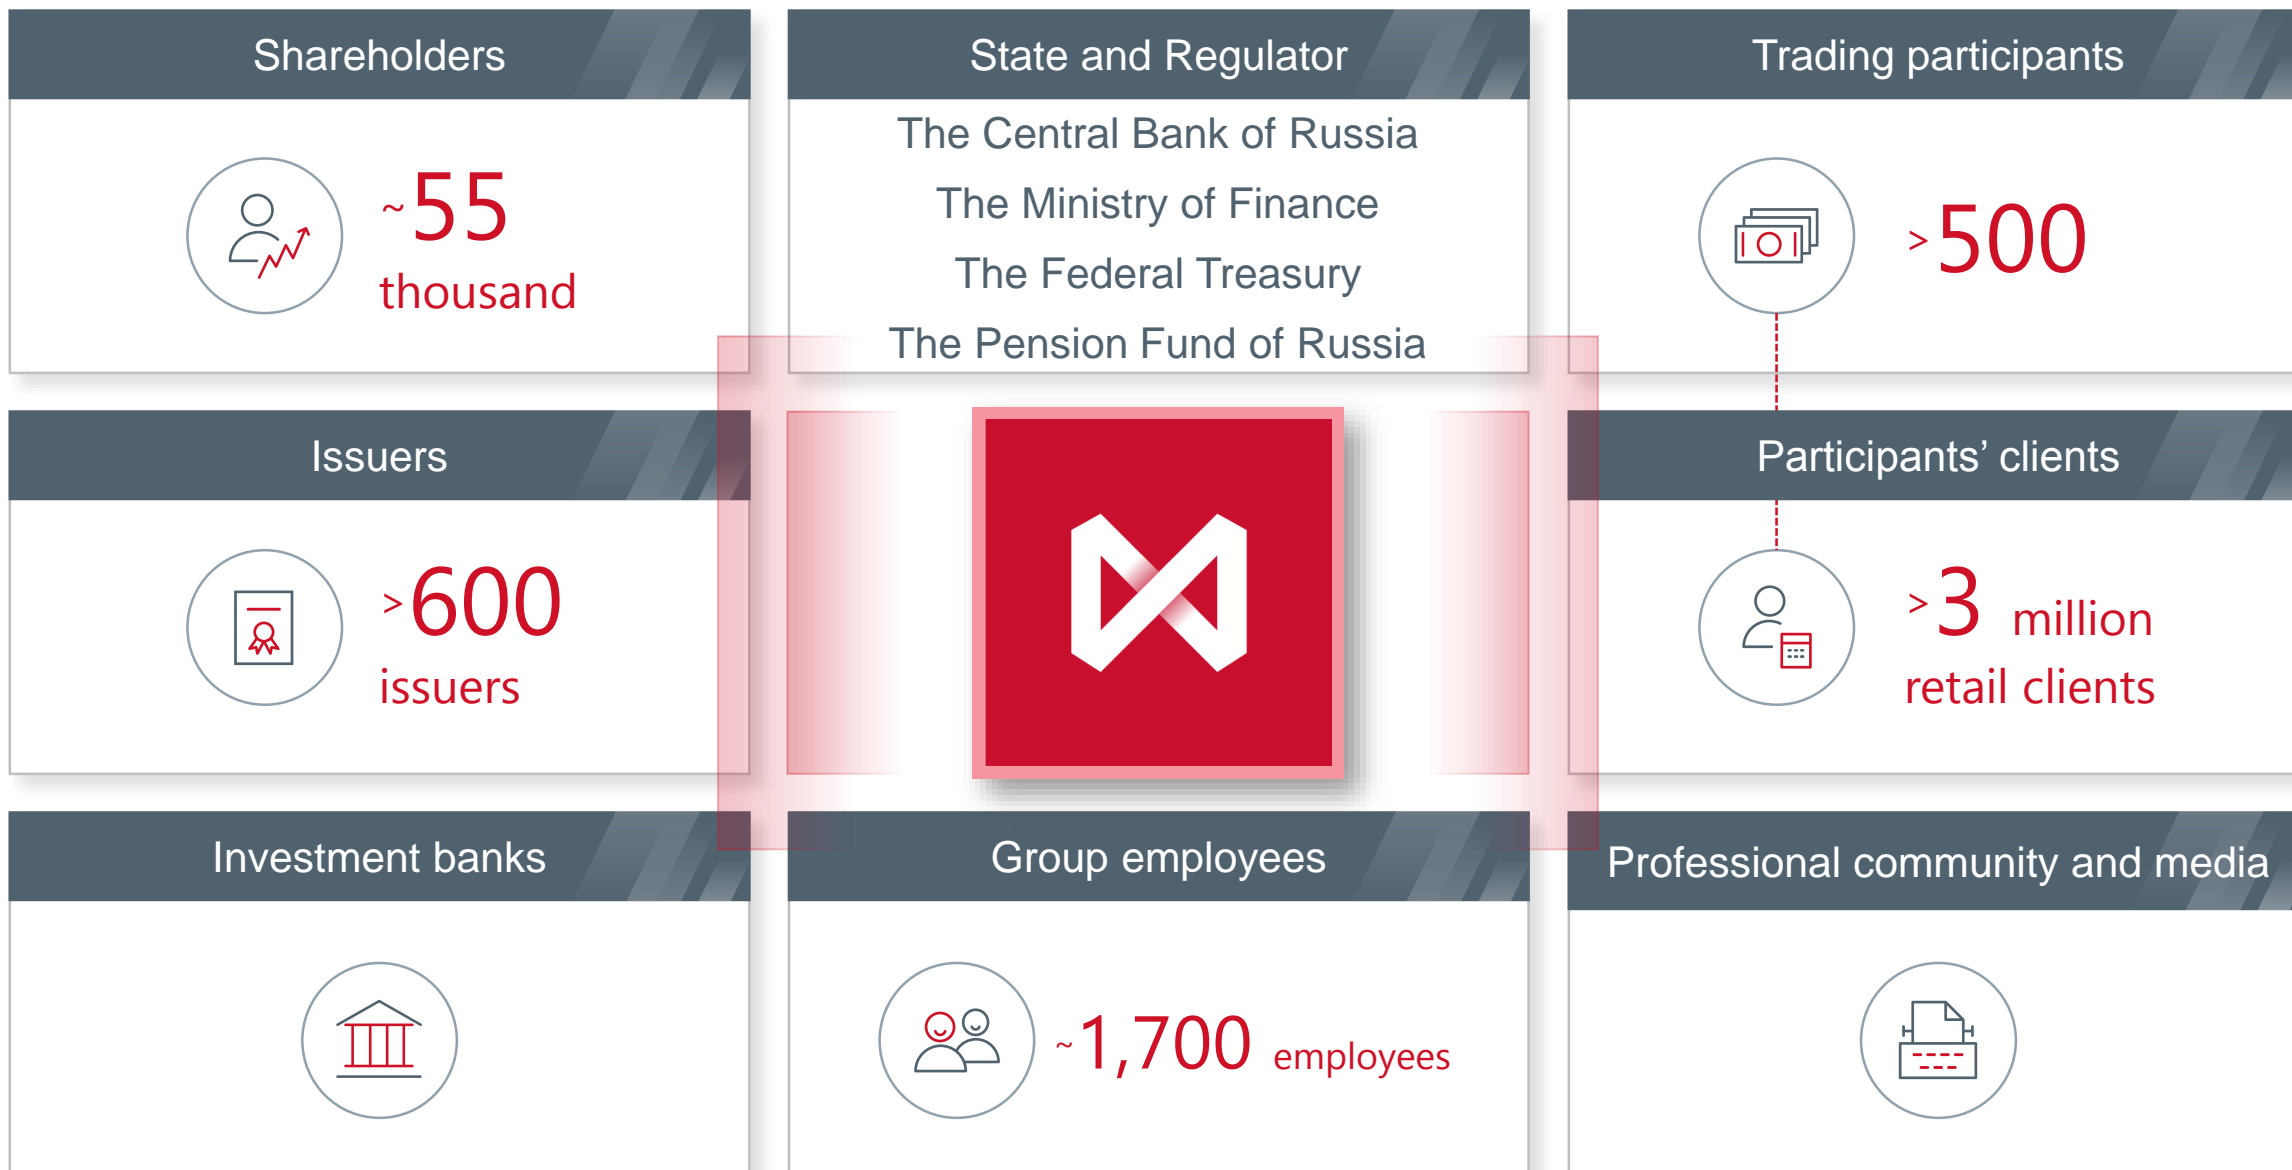 Shareholders
~55
thousand
State and Regulator
The Central Bank of Russia
The Ministry of Finance
The Federal Treasury
The Pension Fund of Russia
Trading participants
>500
Issuers
>600
issuers
Participants’ clients
>3 million
retail clients
Investment banks
Group employees
~1,700 employees
Professional community and media